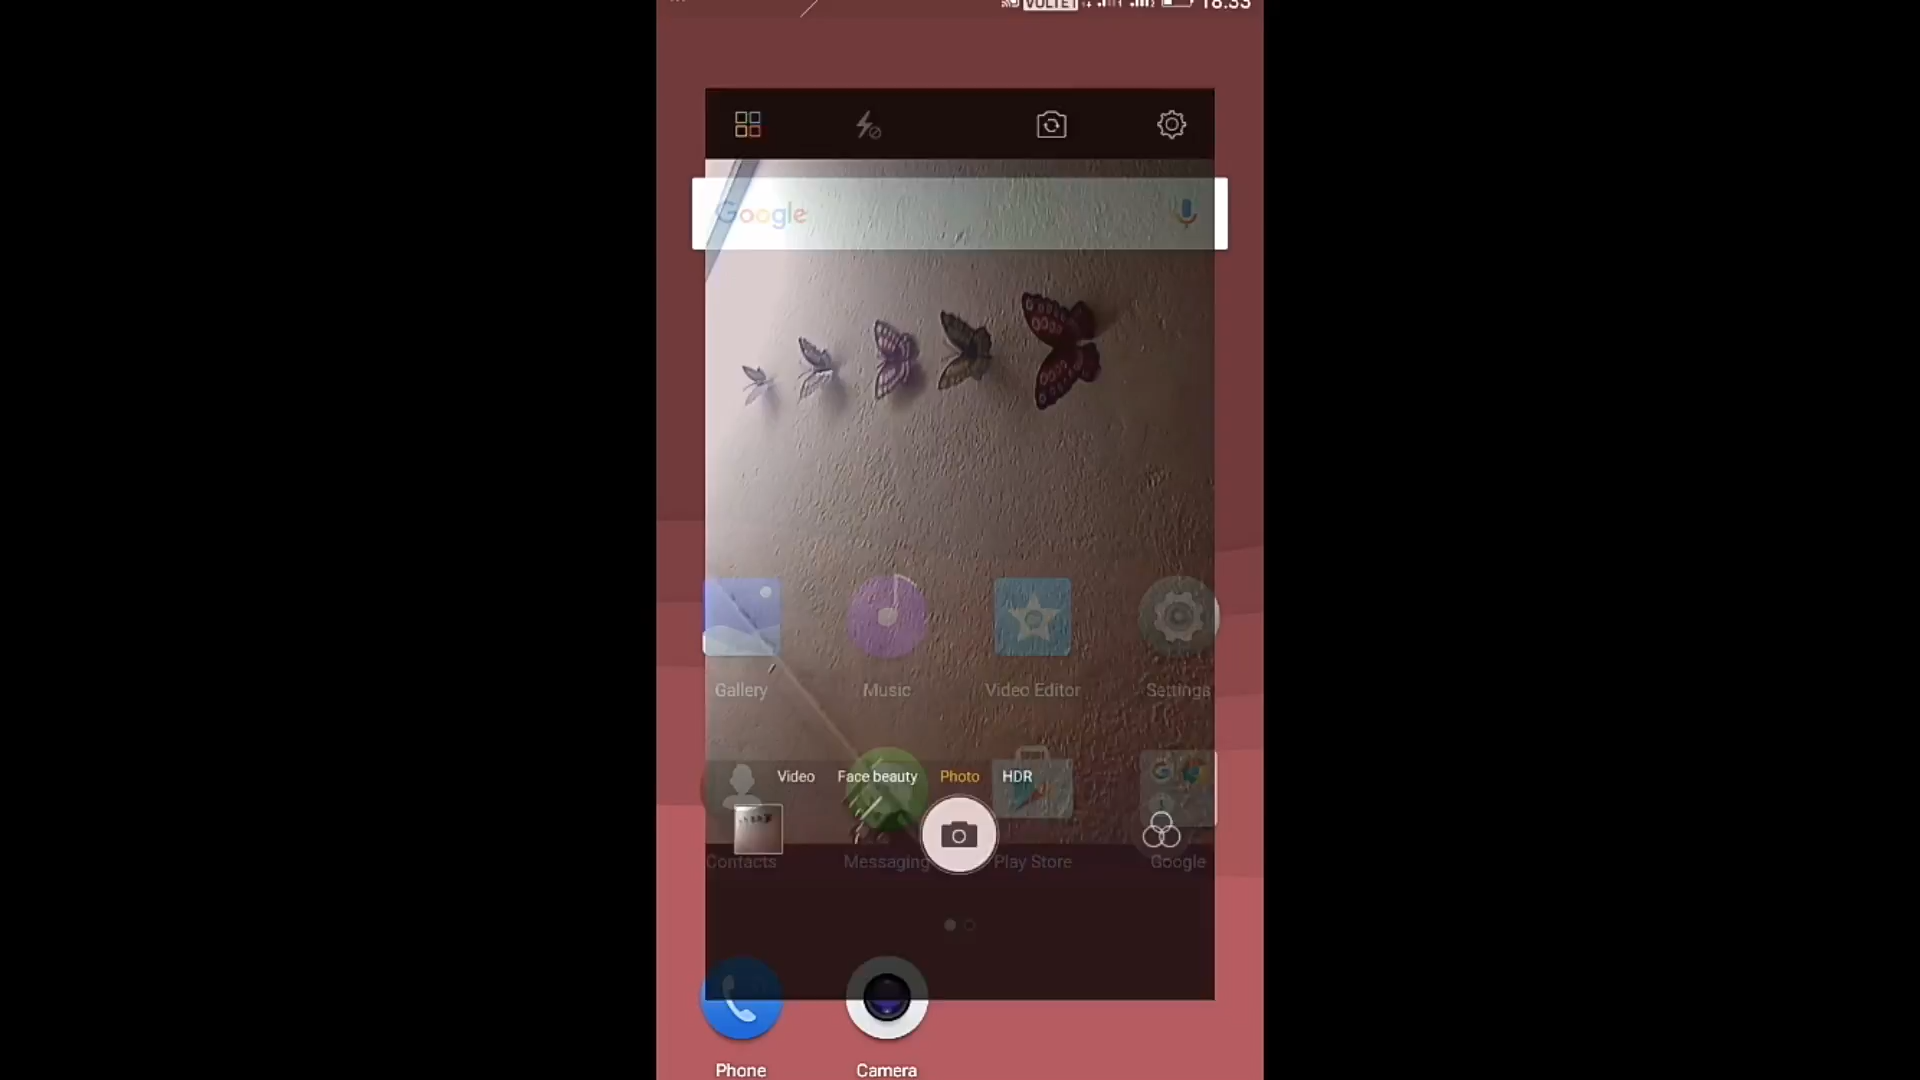 VOLTE1 18:33
Google
Gallery Music Video Editor Settings
Video Face beauty Photo HDR
Contacts Messaging Play Store Google
Phone Camera